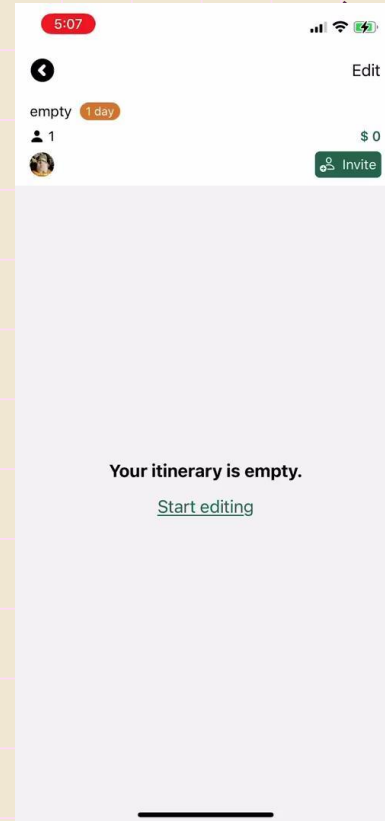 5:07
Edit
empty 1 day
1
$ 0
Invite
Your itinerary is empty.
Start editing